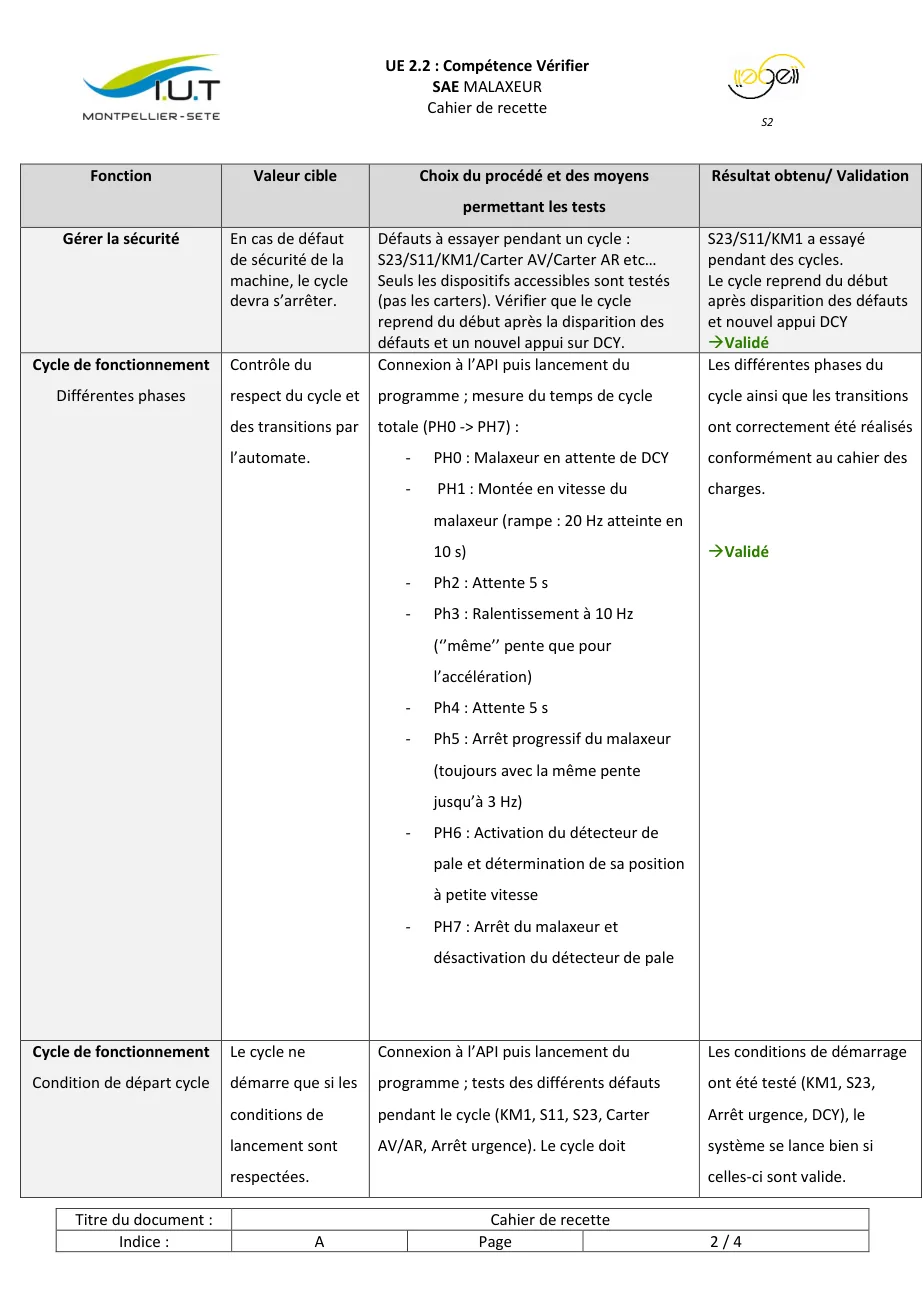 I.U.T
MONTPELLIER-SETE
UE 2.2 : Compétence Vérifier
SAE MALAXEUR
Cahier de recette
S2
Fonction
Valeur cible
Choix du procédé et des moyens
permettant les tests
Résultat obtenu/ Validation
Gérer la sécurité
En cas de défaut
de sécurité de la
machine, le cycle
devra s’arrêter.
Défauts à essayer pendant un cycle :
S23/S11/KM1/Carter AV/Carter AR etc…
Seuls les dispositifs accessibles sont testés
(pas les carters). Vérifier que le cycle
reprend du début après la disparition des
défauts et un nouvel appui sur DCY.
S23/S11/KM1 a essayé
pendant des cycles.
Le cycle reprend du début
après disparition des défauts
et nouvel appui DCY
→Validé
Cycle de fonctionnement
Différentes phases
Contrôle du
respect du cycle et
des transitions par
l’automate.
Connexion à l’API puis lancement du
programme ; mesure du temps de cycle
totale (PH0 -> PH7) :
- PH0 : Malaxeur en attente de DCY
- PH1 : Montée en vitesse du
malaxeur (rampe : 20 Hz atteinte en
10 s)
- Ph2 : Attente 5 s
- Ph3 : Ralentissement à 10 Hz
(‘’même’’ pente que pour
l’accélération)
- Ph4 : Attente 5 s
- Ph5 : Arrêt progressif du malaxeur
(toujours avec la même pente
jusqu’à 3 Hz)
- PH6 : Activation du détecteur de
pale et détermination de sa position
à petite vitesse
- PH7 : Arrêt du malaxeur et
désactivation du détecteur de pale
Les différentes phases du
cycle ainsi que les transitions
ont correctement été réalisés
conformément au cahier des
charges.
→Validé
Cycle de fonctionnement
Condition de départ cycle
Le cycle ne
démarre que si les
conditions de
lancement sont
respectées.
Connexion à l’API puis lancement du
programme ; tests des différents défauts
pendant le cycle (KM1, S11, S23, Carter
AV/AR, Arrêt urgence). Le cycle doit
Les conditions de démarrage
ont été testé (KM1, S23,
Arrêt urgence, DCY), le
système se lance bien si
celles-ci sont valide.
Titre du document :
Cahier de recette
Indice :
A
Page
2 / 4